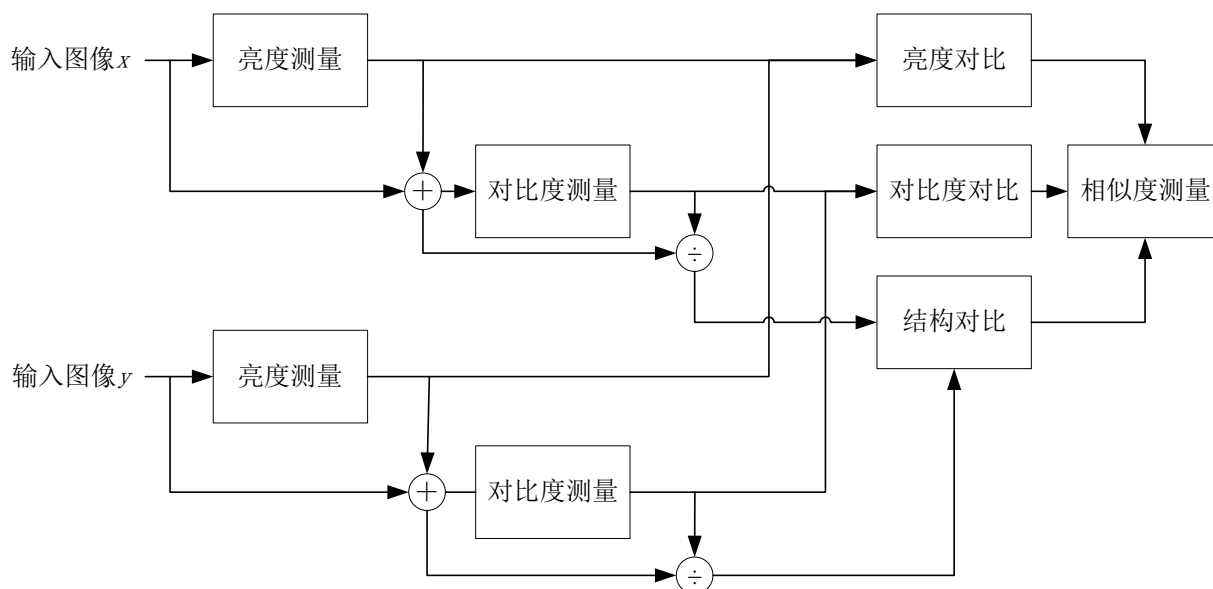 输入图像x
亮度测量
亮度对比
+
对比度测量
对比度对比
相似度测量
÷
结构对比
输入图像y
亮度测量
+
对比度测量
÷